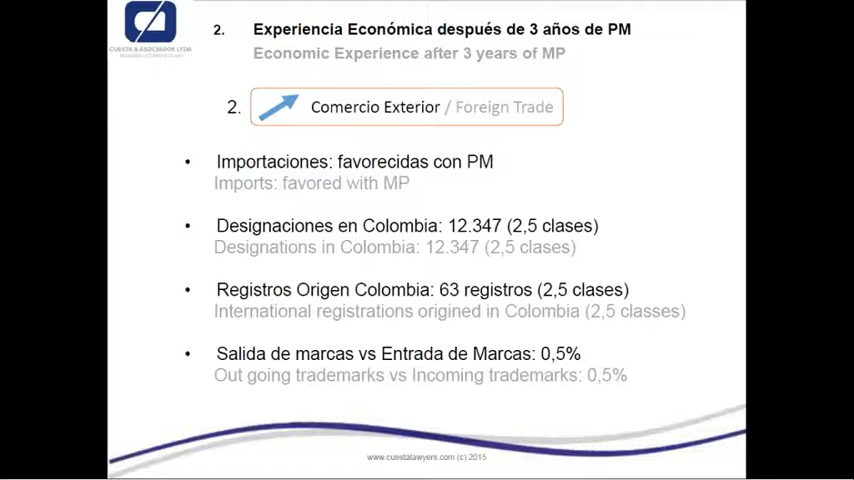 CUESTA & ASOCIADOS LTDA
2. Experiencia Económica después de 3 años de PM
Economic Experience after 3 years of MP
2. Comercio Exterior / Foreign Trade
• Importaciones: favorecidas con PM
Imports: favored with MP
• Designaciones en Colombia: 12.347 (2,5 clases)
Designations in Colombia: 12.347 (2,5 clases)
• Registros Origen Colombia: 63 registros (2,5 clases)
International registrations origined in Colombia (2,5 classes)
• Salida de marcas vs Entrada de Marcas: 0,5%
Out going trademarks vs Incoming trademarks: 0,5%
www.cuestalawyers.com (c) 2015